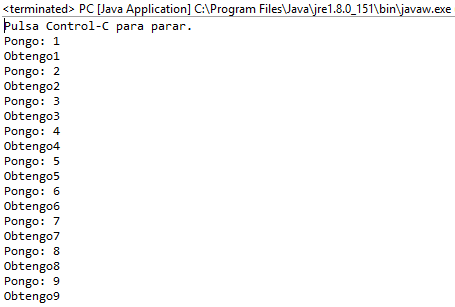 <terminated> PC [Java Application] C:\Program Files\Java\jre1.8.0_151\bin\javaw.exe
Pulsa Control-C para parar.
Pongo: 1
Obtengo1
Pongo: 2
Obtengo2
Pongo: 3
Obtengo3
Pongo: 4
Obtengo4
Pongo: 5
Obtengo5
Pongo: 6
Obtengo6
Pongo: 7
Obtengo7
Pongo: 8
Obtengo8
Pongo: 9
Obtengo9